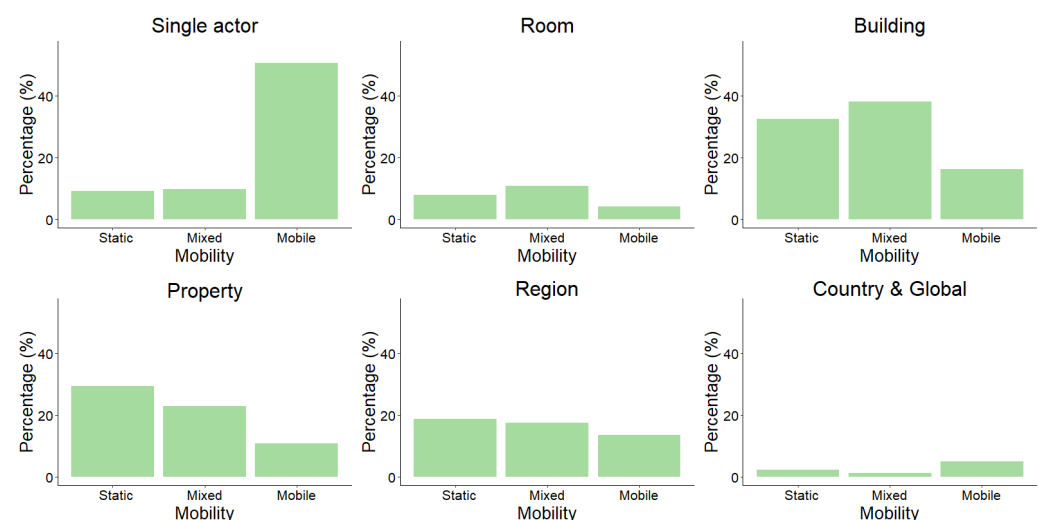 Single actor
Percentage (%)
40
20
0
Static Mixed Mobile
Mobility
Room
Percentage (%)
40
20
0
Static Mixed Mobile
Mobility
Building
Percentage (%)
40
20
0
Static Mixed Mobile
Mobility
Property
Percentage (%)
40
20
0
Static Mixed Mobile
Mobility
Region
Percentage (%)
40
20
0
Static Mixed Mobile
Mobility
Country & Global
Percentage (%)
40
20
0
Static Mixed Mobile
Mobility